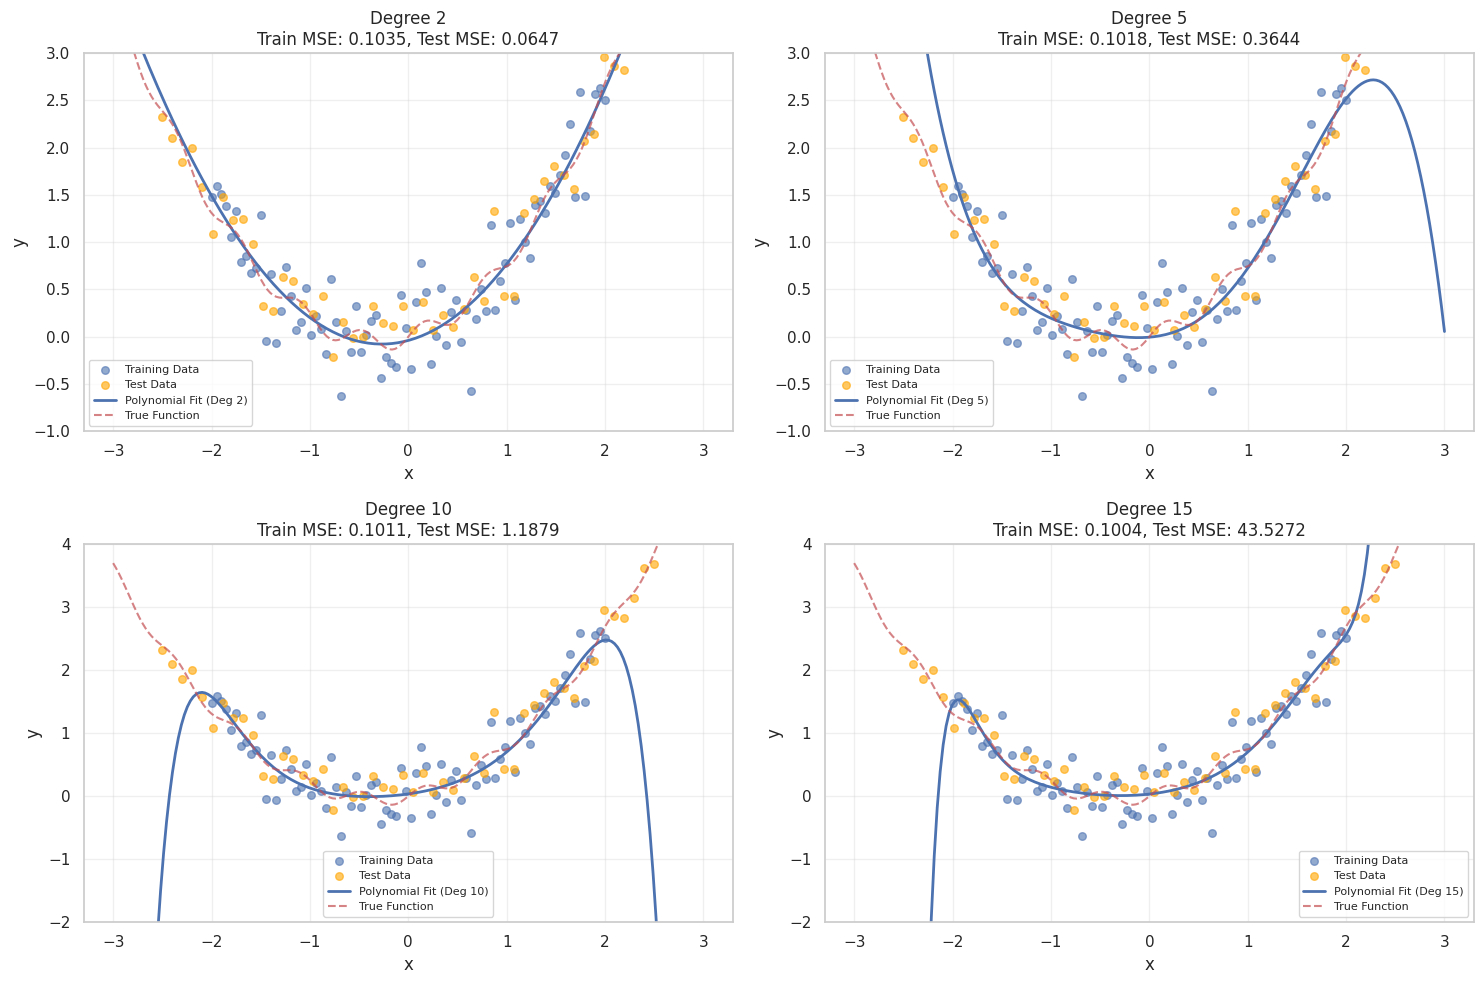 Degree 2
Train MSE: 0.1035, Test MSE: 0.0647
3.0
2.5
2.0
1.5
1.0
0.5
0.0
−0.5
−1.0
y
Training Data
Test Data
Polynomial Fit (Deg 2)
True Function
−3 −2 −1 0 1 2 3
x
Degree 5
Train MSE: 0.1018, Test MSE: 0.3644
3.0
2.5
2.0
1.5
1.0
0.5
0.0
−0.5
−1.0
y
Training Data
Test Data
Polynomial Fit (Deg 5)
True Function
−3 −2 −1 0 1 2 3
x
Degree 10
Train MSE: 0.1011, Test MSE: 1.1879
4
3
2
1
0
−1
−2
y
Training Data
Test Data
Polynomial Fit (Deg 10)
True Function
−3 −2 −1 0 1 2 3
x
Degree 15
Train MSE: 0.1004, Test MSE: 43.5272
4
3
2
1
0
−1
−2
y
Training Data
Test Data
Polynomial Fit (Deg 15)
True Function
−3 −2 −1 0 1 2 3
x